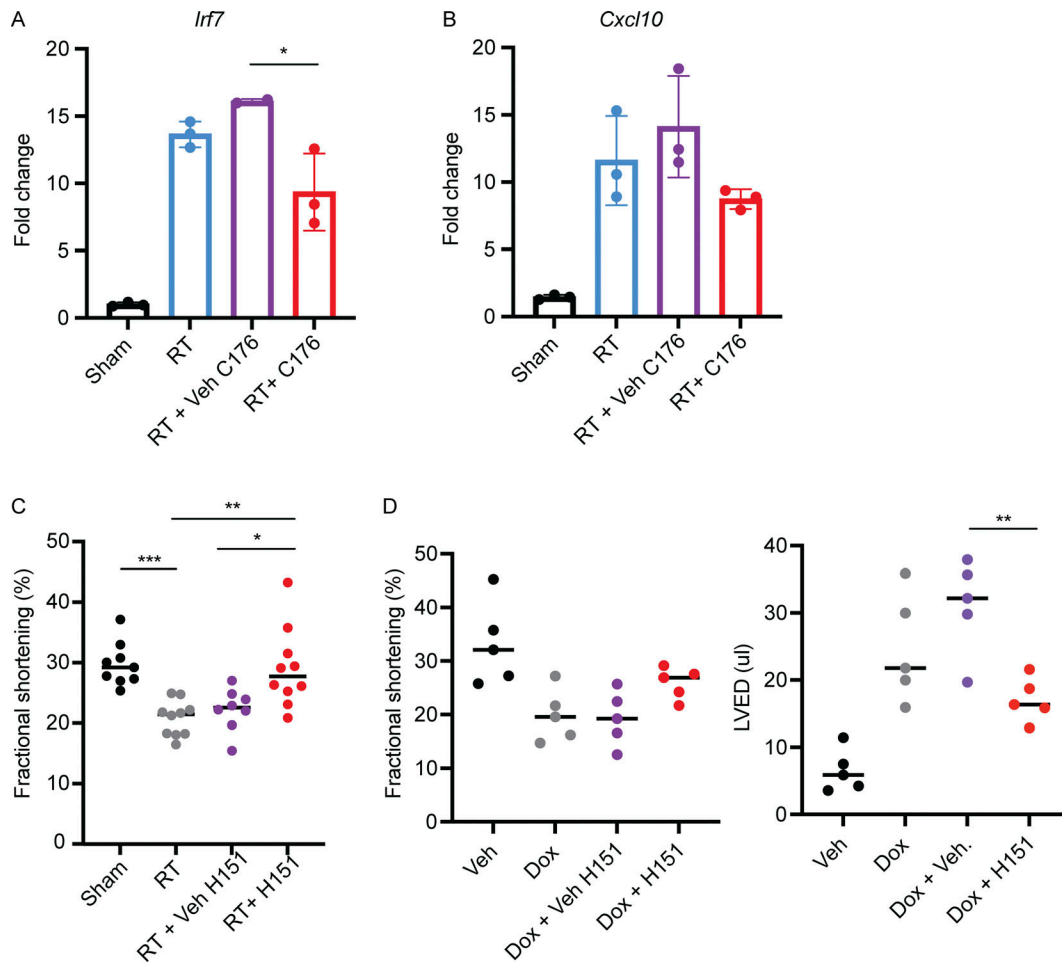 A
Irf7
Fold change
20
15
10
5
0
*
Sham
RT
RT + Veh C176
RT+ C176
B
Cxcl10
Fold change
20
15
10
5
0
Sham
RT
RT + Veh C176
RT+ C176
C
Fractional shortening (%)
50
40
30
20
10
0
***
**
*
Sham
RT
RT + Veh H151
RT+ H151
D
Fractional shortening (%)
50
40
30
20
10
0
Veh
Dox
Dox + Veh H151
Dox + H151
LVED (ul)
40
30
20
10
0
**
Veh
Dox
Dox + Veh.
Dox + H151